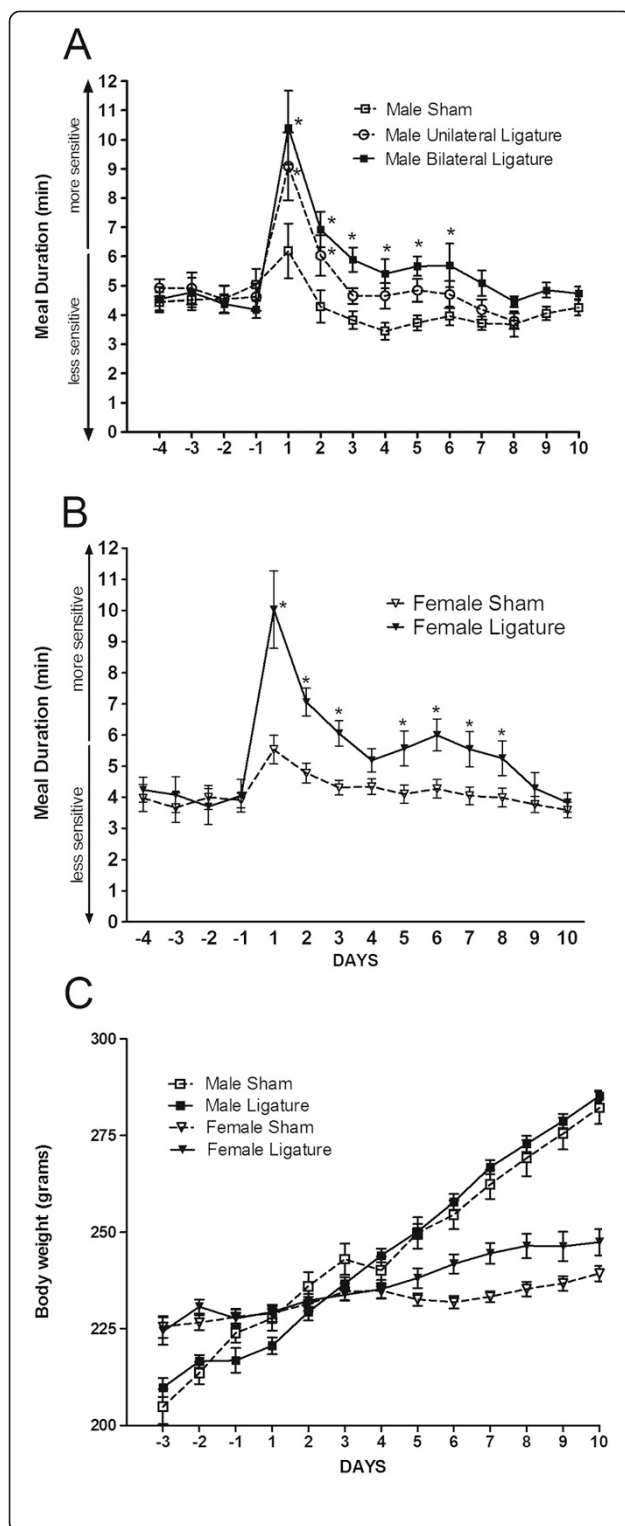 A
more sensitive
less sensitive
Meal Duration (min)
12
11
10
9
8
7
6
5
4
3
2
1
0
Male Sham
Male Unilateral Ligature
Male Bilateral Ligature
*
*
*
*
*
*
*
*
-4 -3 -2 -1 1 2 3 4 5 6 7 8 9 10
B
more sensitive
less sensitive
Meal Duration (min)
12
11
10
9
8
7
6
5
4
3
2
1
0
Female Sham
Female Ligature
*
*
*
*
*
*
*
-4 -3 -2 -1 1 2 3 4 5 6 7 8 9 10
DAYS
C
Body weight (grams)
300
275
250
225
200
Male Sham
Male Ligature
Female Sham
Female Ligature
-3 -2 -1 1 2 3 4 5 6 7 8 9 10
DAYS